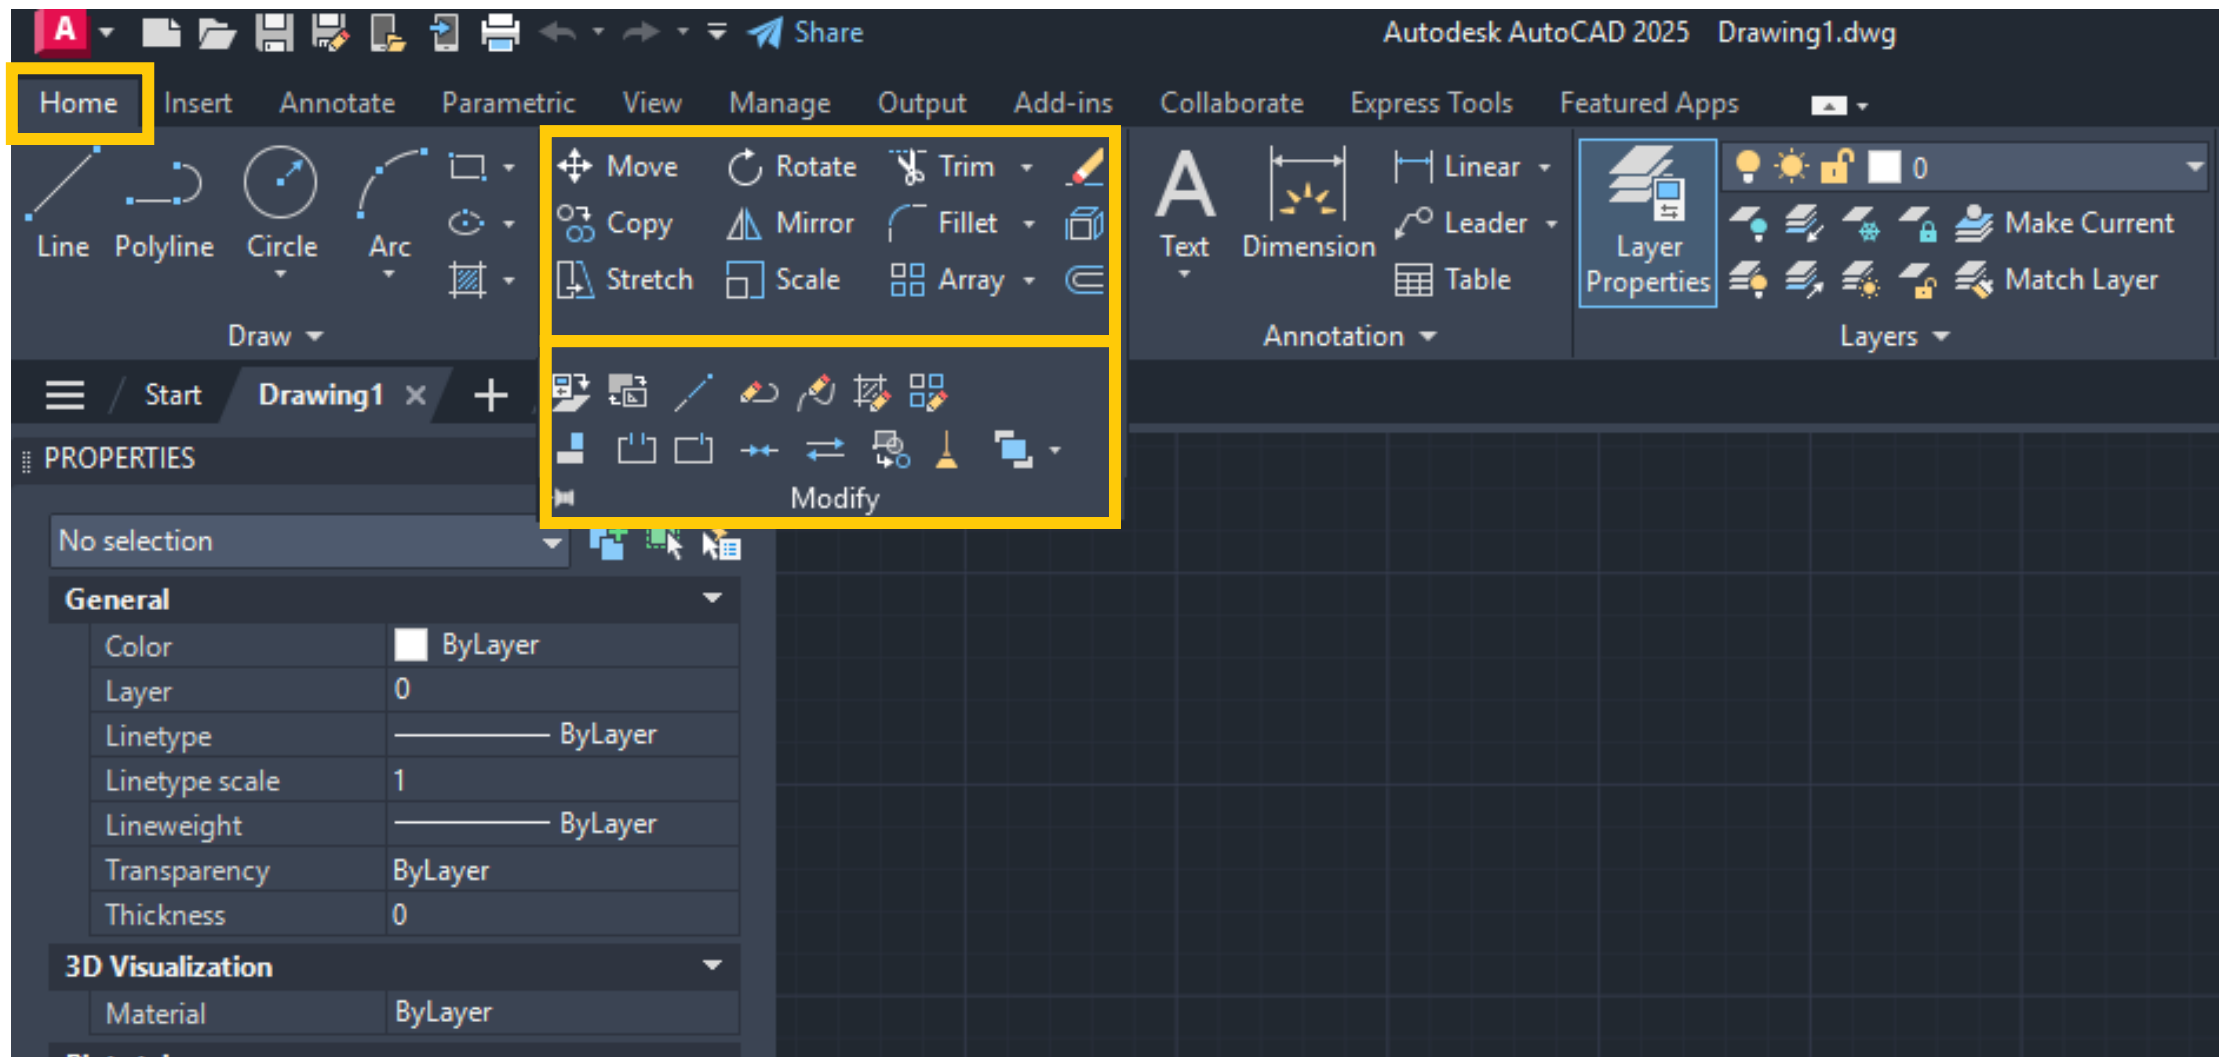 A Share Autodesk AutoCAD 2025 Drawing1.dwg
Home Insert Annotate Parametric View Manage Output Add-ins Collaborate Express Tools Featured Apps
Line Polyline Circle Arc
Draw
Move Rotate Trim
Copy Mirror Fillet
Stretch Scale Array
Modify
A
Text Dimension
Linear
Leader
Table
Annotation
Layer
Properties
0
Make Current
Match Layer
Layers
Start Drawing1
PROPERTIES
No selection
General
Color ByLayer
Layer 0
Linetype ByLayer
Linetype scale 1
Lineweight ByLayer
Transparency ByLayer
Thickness 0
3D Visualization
Material ByLayer